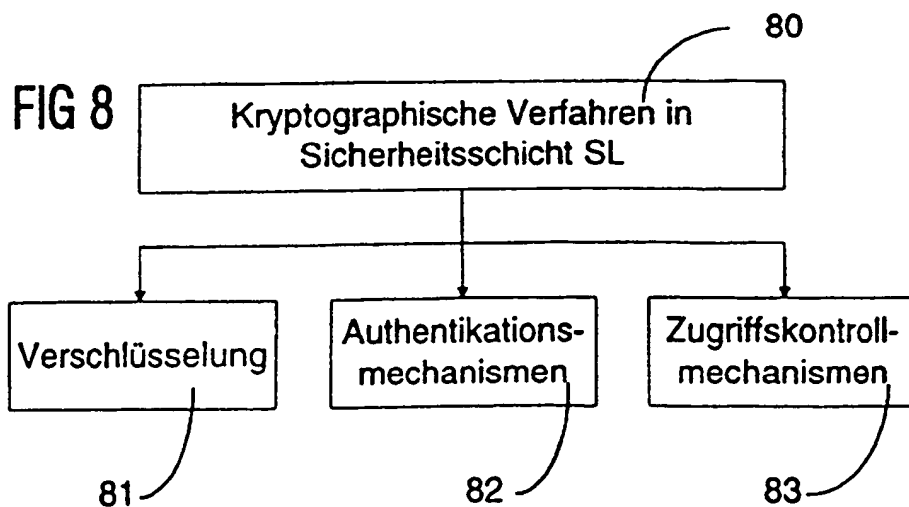 80
FIG 8
Kryptographische Verfahren in
Sicherheitsschicht SL
Verschlüsselung
Authentikations-
mechanismen
Zugriffskontroll-
mechanismen
81
82
83